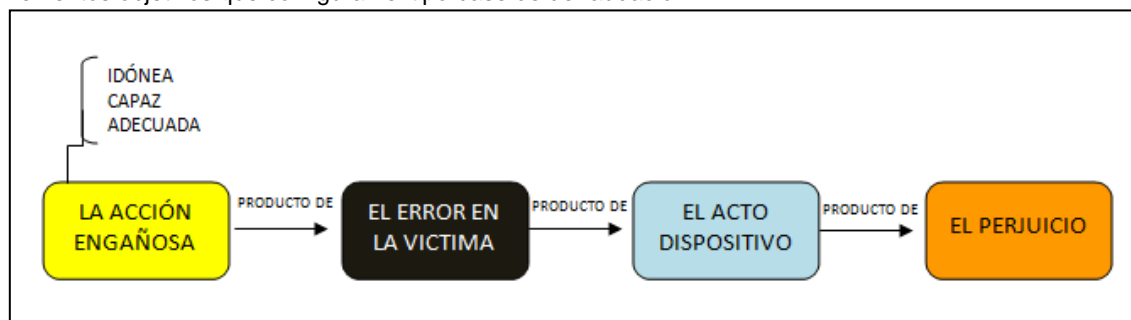 IDÓNEA
CAPAZ
ADECUADA
LA ACCIÓN
ENGAÑOSA
PRODUCTO DE
EL ERROR EN
LA VICTIMA
PRODUCTO DE
EL ACTO
DISPOSITIVO
PRODUCTO DE
EL PERJUICIO